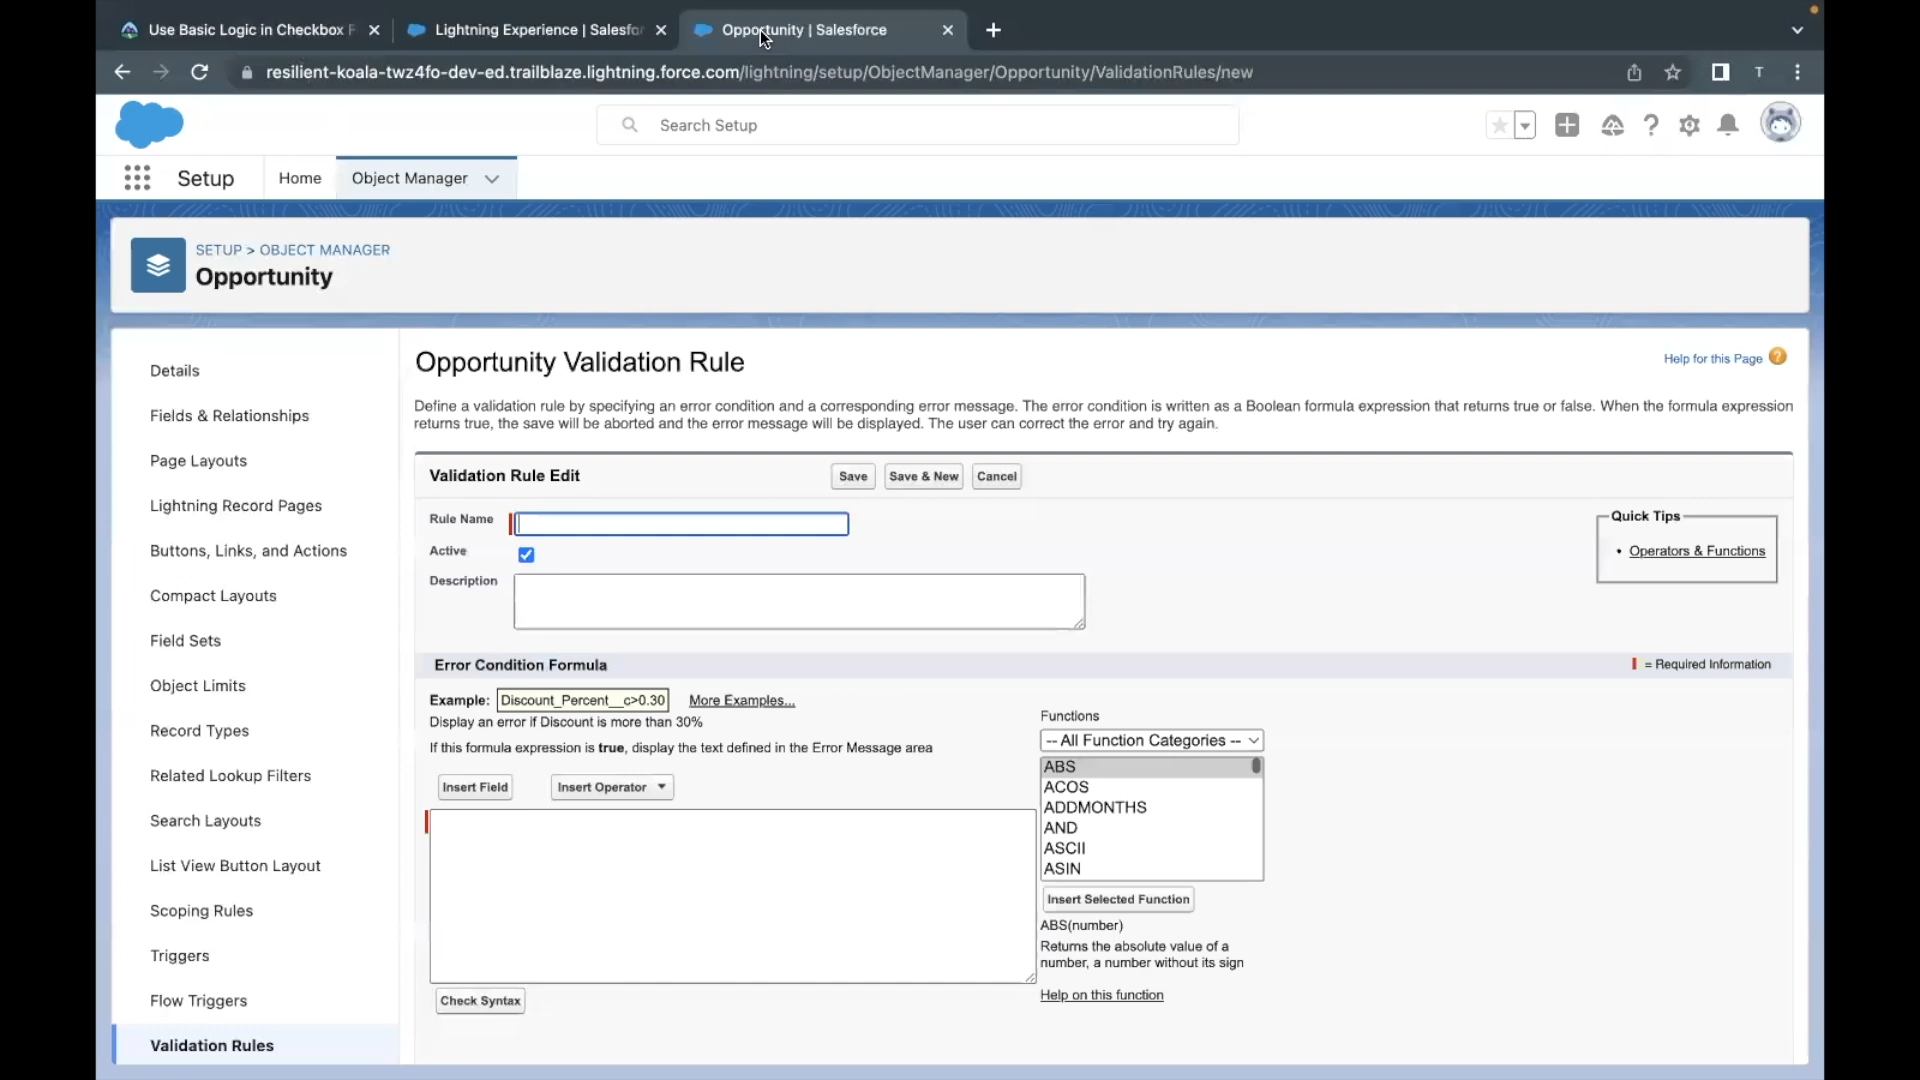 Use Basic Logic in Checkbox F
Lightning Experience | Salesfor
Opportunity | Salesforce
resilient-koala-twz4fo-dev-ed.trailblaze.lightning.force.com/lightning/setup/ObjectManager/Opportunity/ValidationRules/new
T
Search Setup
Setup
Home
Object Manager
SETUP > OBJECT MANAGER
Opportunity
Details
Fields & Relationships
Page Layouts
Lightning Record Pages
Buttons, Links, and Actions
Compact Layouts
Field Sets
Object Limits
Record Types
Related Lookup Filters
Search Layouts
List View Button Layout
Scoping Rules
Triggers
Flow Triggers
Validation Rules
Opportunity Validation Rule
Help for this Page
Define a validation rule by specifying an error condition and a corresponding error message. The error condition is written as a Boolean formula expression that returns true or false. When the formula expression
returns true, the save will be aborted and the error message will be displayed. The user can correct the error and try again.
Validation Rule Edit
Save
Save & New
Cancel
Rule Name
Active
Description
Quick Tips
• Operators & Functions
Error Condition Formula
= Required Information
Example: Discount_Percent__c>0.30 More Examples...
Display an error if Discount is more than 30%
If this formula expression is true, display the text defined in the Error Message area
Insert Field
Insert Operator
Functions
-- All Function Categories --
ABS
ACOS
ADDMONTHS
AND
ASCII
ASIN
Insert Selected Function
ABS(number)
Returns the absolute value of a
number, a number without its sign
Help on this function
Check Syntax